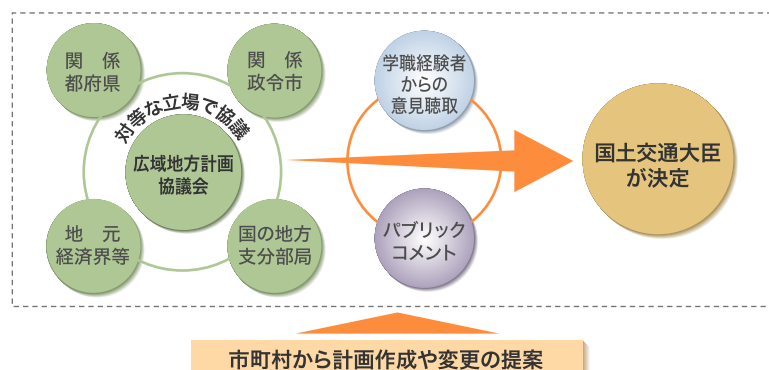 関　係
都府県
関　係
政令市
対等な立場で協議
広域地方計画
協議会
地　元
経済界等
国の地方
支分部局
学職経験者
からの
意見聴取
パブリック
コメント
国土交通大臣
が決定
市町村から計画作成や変更の提案